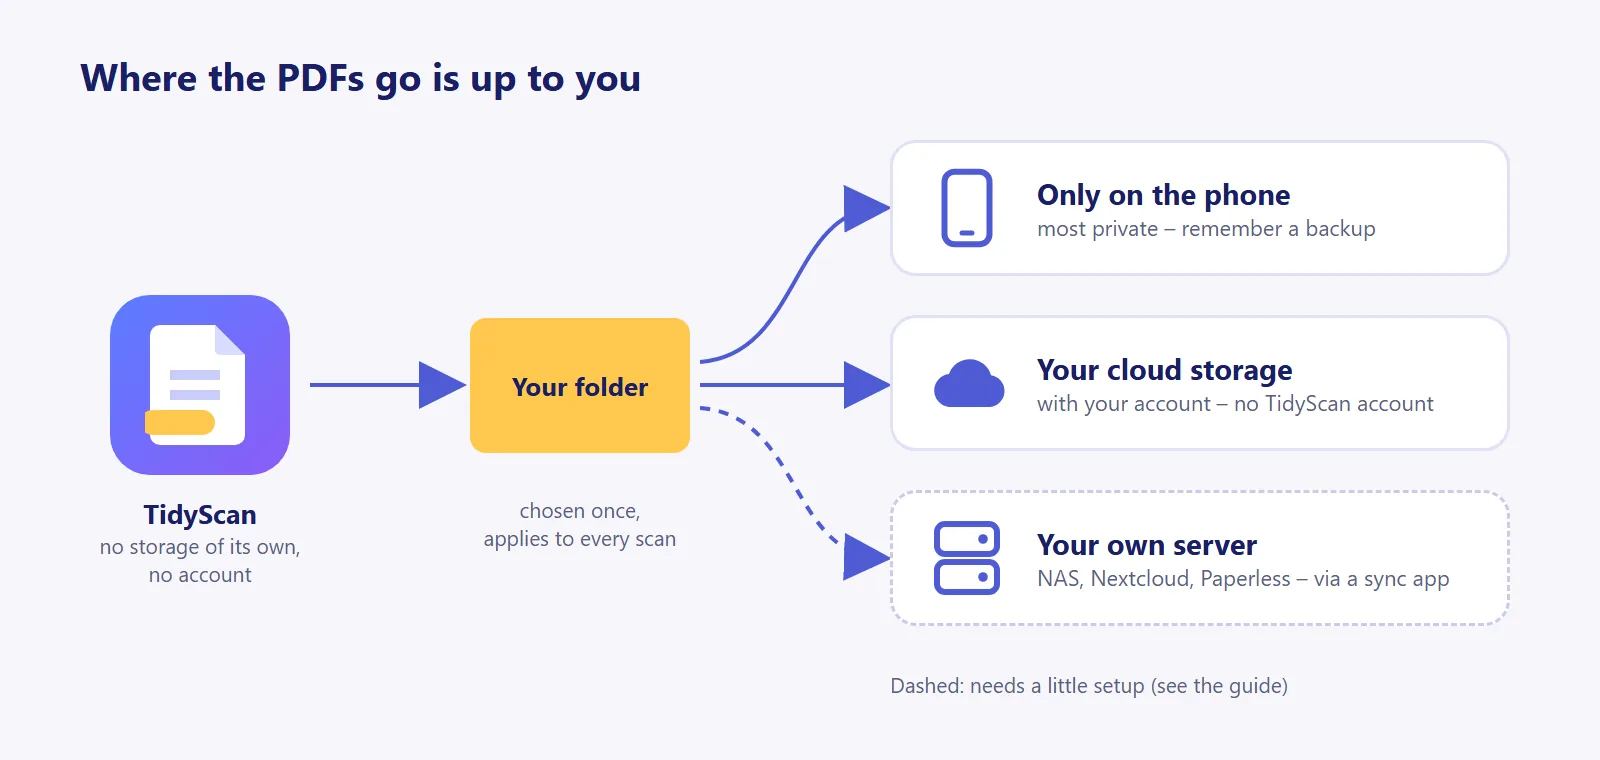 Where the PDFs go is up to you
TidyScan
no storage of its own,
no account
Your folder
chosen once,
applies to every scan
Only on the phone
most private – remember a backup
Your cloud storage
with your account – no TidyScan account
Your own server
NAS, Nextcloud, Paperless – via a sync app
Dashed: needs a little setup (see the guide)